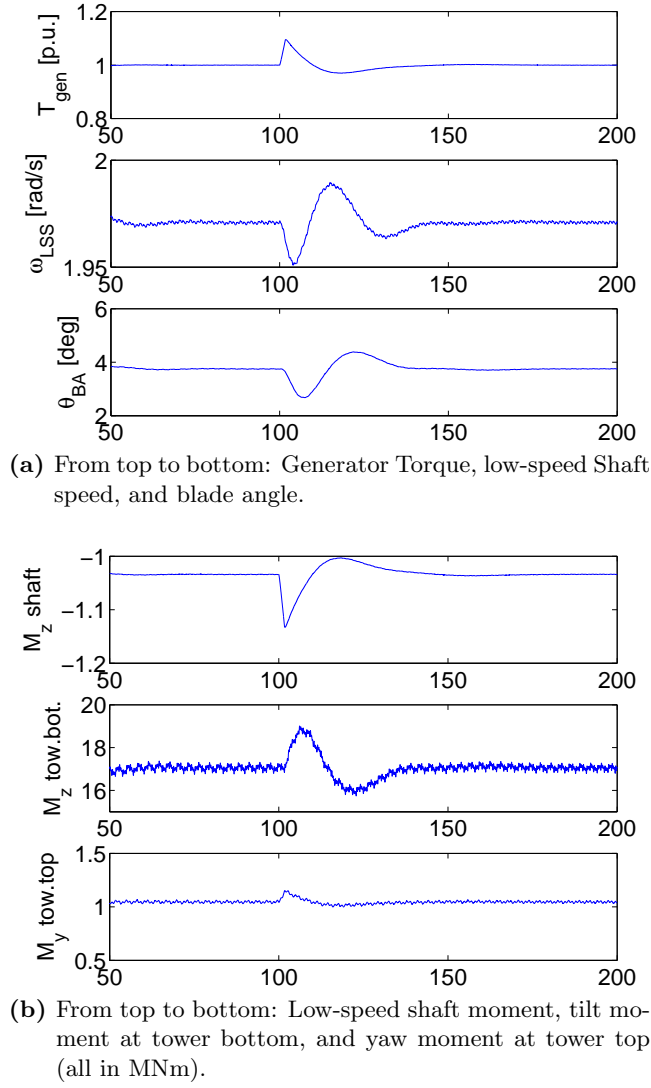 1.2
1
0.8
T_gen [p.u.]
50 100 150 200
2
1.95
ω_LSS [rad/s]
50 100 150 200
6
4
2
θ_BA [deg]
50 100 150 200
(a) From top to bottom: Generator Torque, low-speed Shaft
speed, and blade angle.
−1
−1.1
−1.2
M_z shaft
50 100 150 200
20
18
16
M_z tow.bot.
50 100 150 200
1.5
1
0.5
M_y tow.top
50 100 150 200
(b) From top to bottom: Low-speed shaft moment, tilt mo-
ment at tower bottom, and yaw moment at tower top
(all in MNm).